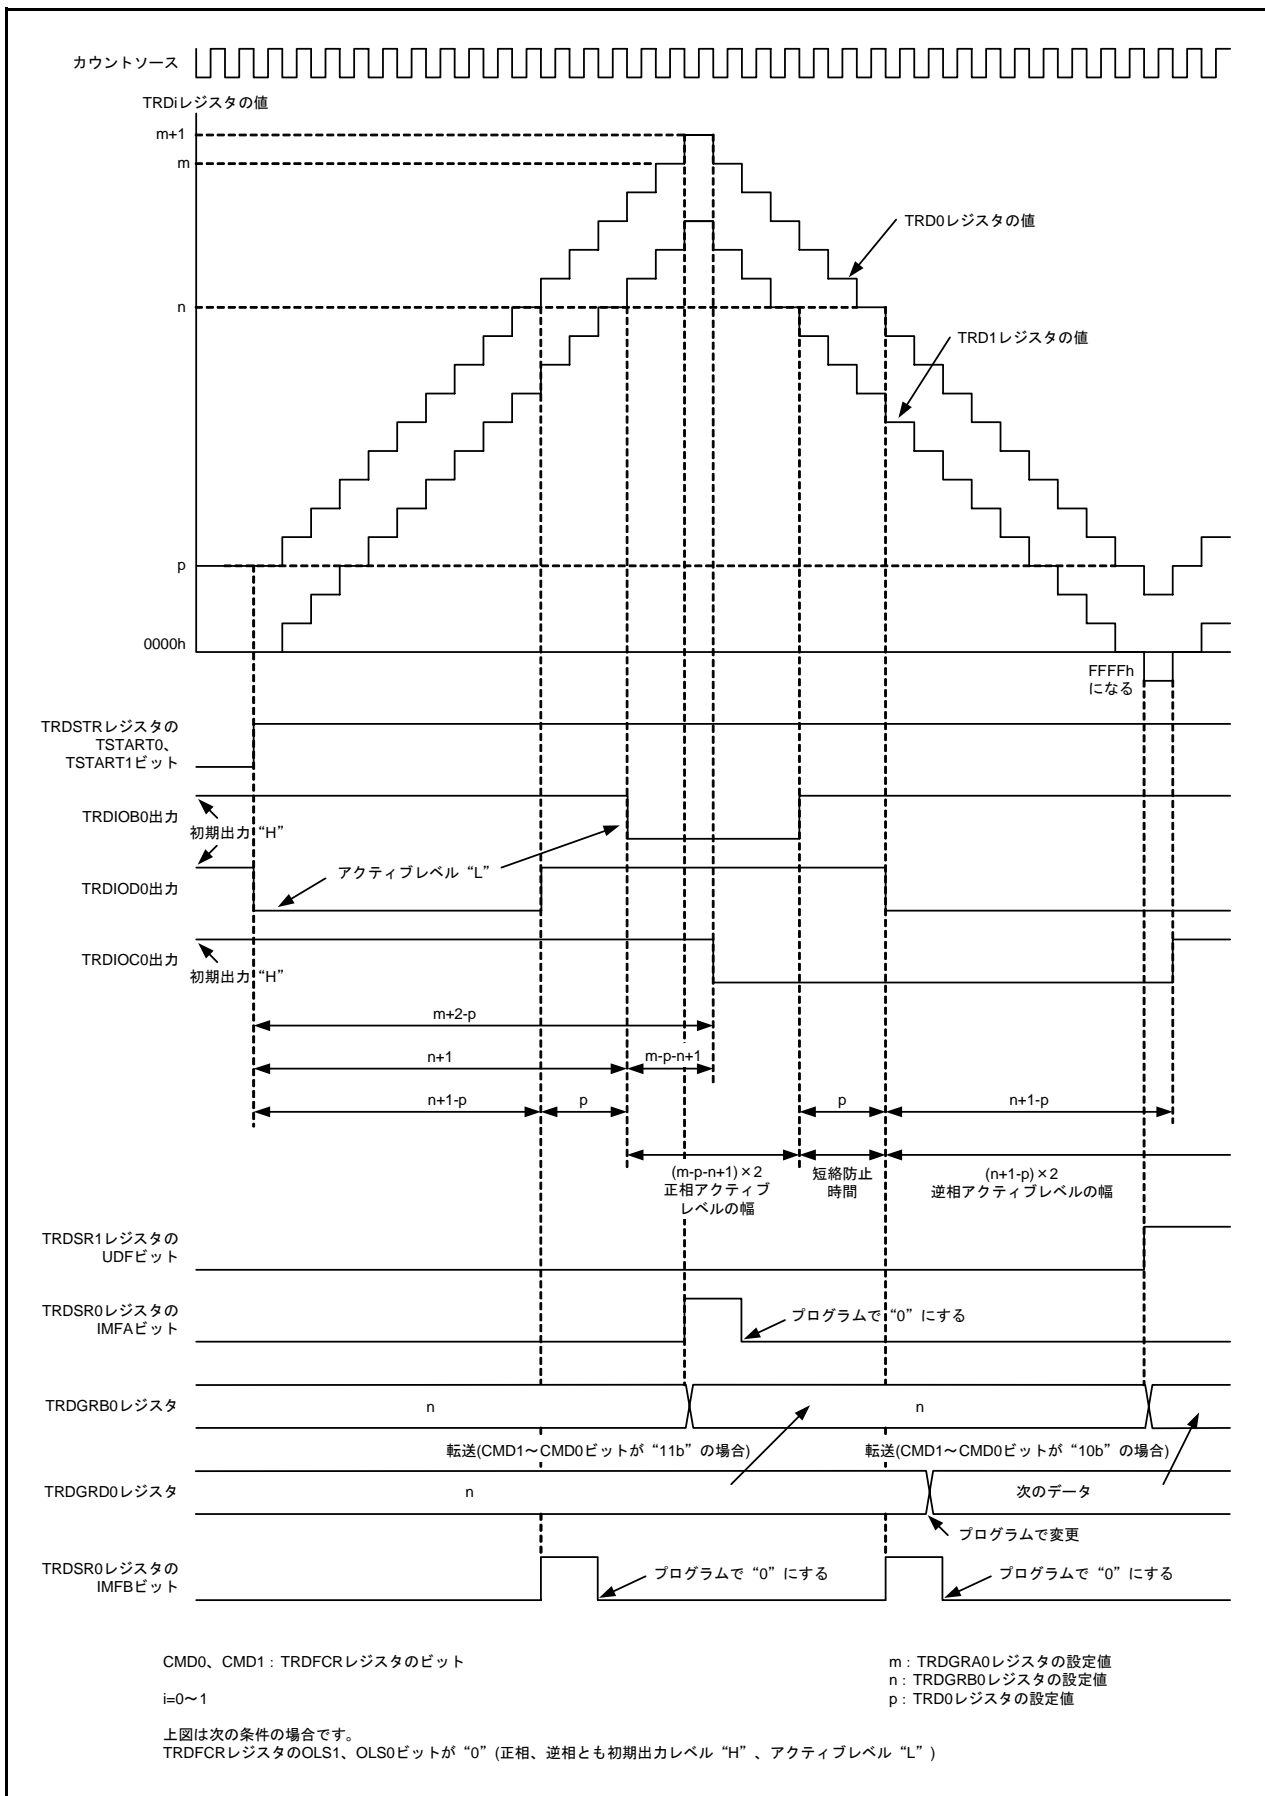 カウントソース
TRDiレジスタの値
m+1
m
TRD0レジスタの値
n
TRD1レジスタの値
p
0000h
FFFFh
になる
TRDSTRレジスタの
TSTART0、
TSTART1ビット
TRDIOB0出力
初期出力“H”
アクティブレベル“L”
TRDIOD0出力
TRDIOC0出力
初期出力“H”
m+2-p
n+1
m-p-n+1
n+1-p
p
p
n+1-p
(m-p-n+1)×2
正相アクティブ
レベルの幅
短絡防止
時間
(n+1-p)×2
逆相アクティブレベルの幅
TRDSR1レジスタの
UDFビット
TRDSR0レジスタの
IMFAビット
プログラムで“0”にする
TRDGRB0レジスタ
n
n
転送(CMD1～CMD0ビットが“11b”の場合)
転送(CMD1～CMD0ビットが“10b”の場合)
TRDGRD0レジスタ
n
次のデータ
プログラムで変更
TRDSR0レジスタの
IMFBビット
プログラムで“0”にする
プログラムで“0”にする
CMD0、CMD1：TRDFCRレジスタのビット
i=0～1
m：TRDGRA0レジスタの設定値
n：TRDGRB0レジスタの設定値
p：TRD0レジスタの設定値
上図は次の条件の場合です。
TRDFCRレジスタのOLS1、OLS0ビットが“0”(正相、逆相とも初期出力レベル“H”、アクティブレベル“L”)